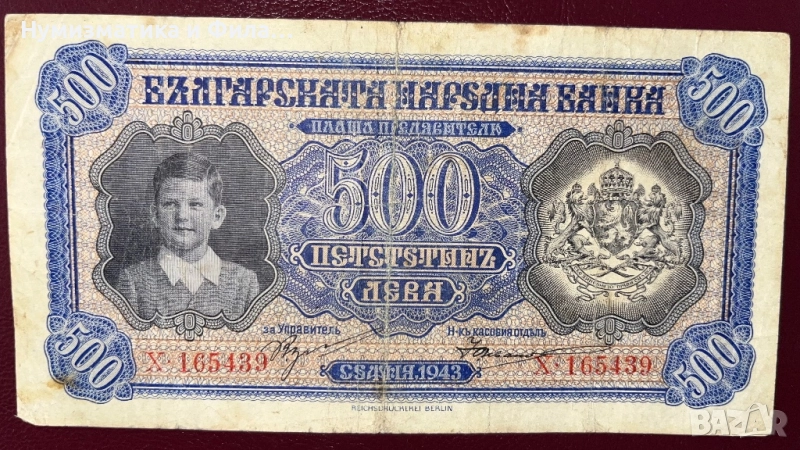 Нумизматика и Фила...
500
500
БЪЛГАРСКАТА НАРОДНА БАНКА
ПЛАЩА ПРЕДЯВИТЕЛЮ
500
ПЕТСТОТИНЪ
ЛЕВА
за Управитель
Н-къ касовия отдѣлъ
X·165439
СОФИЯ 1943
X·165439
500
500
REICHSDRUCKEREI BERLIN
BAZAR